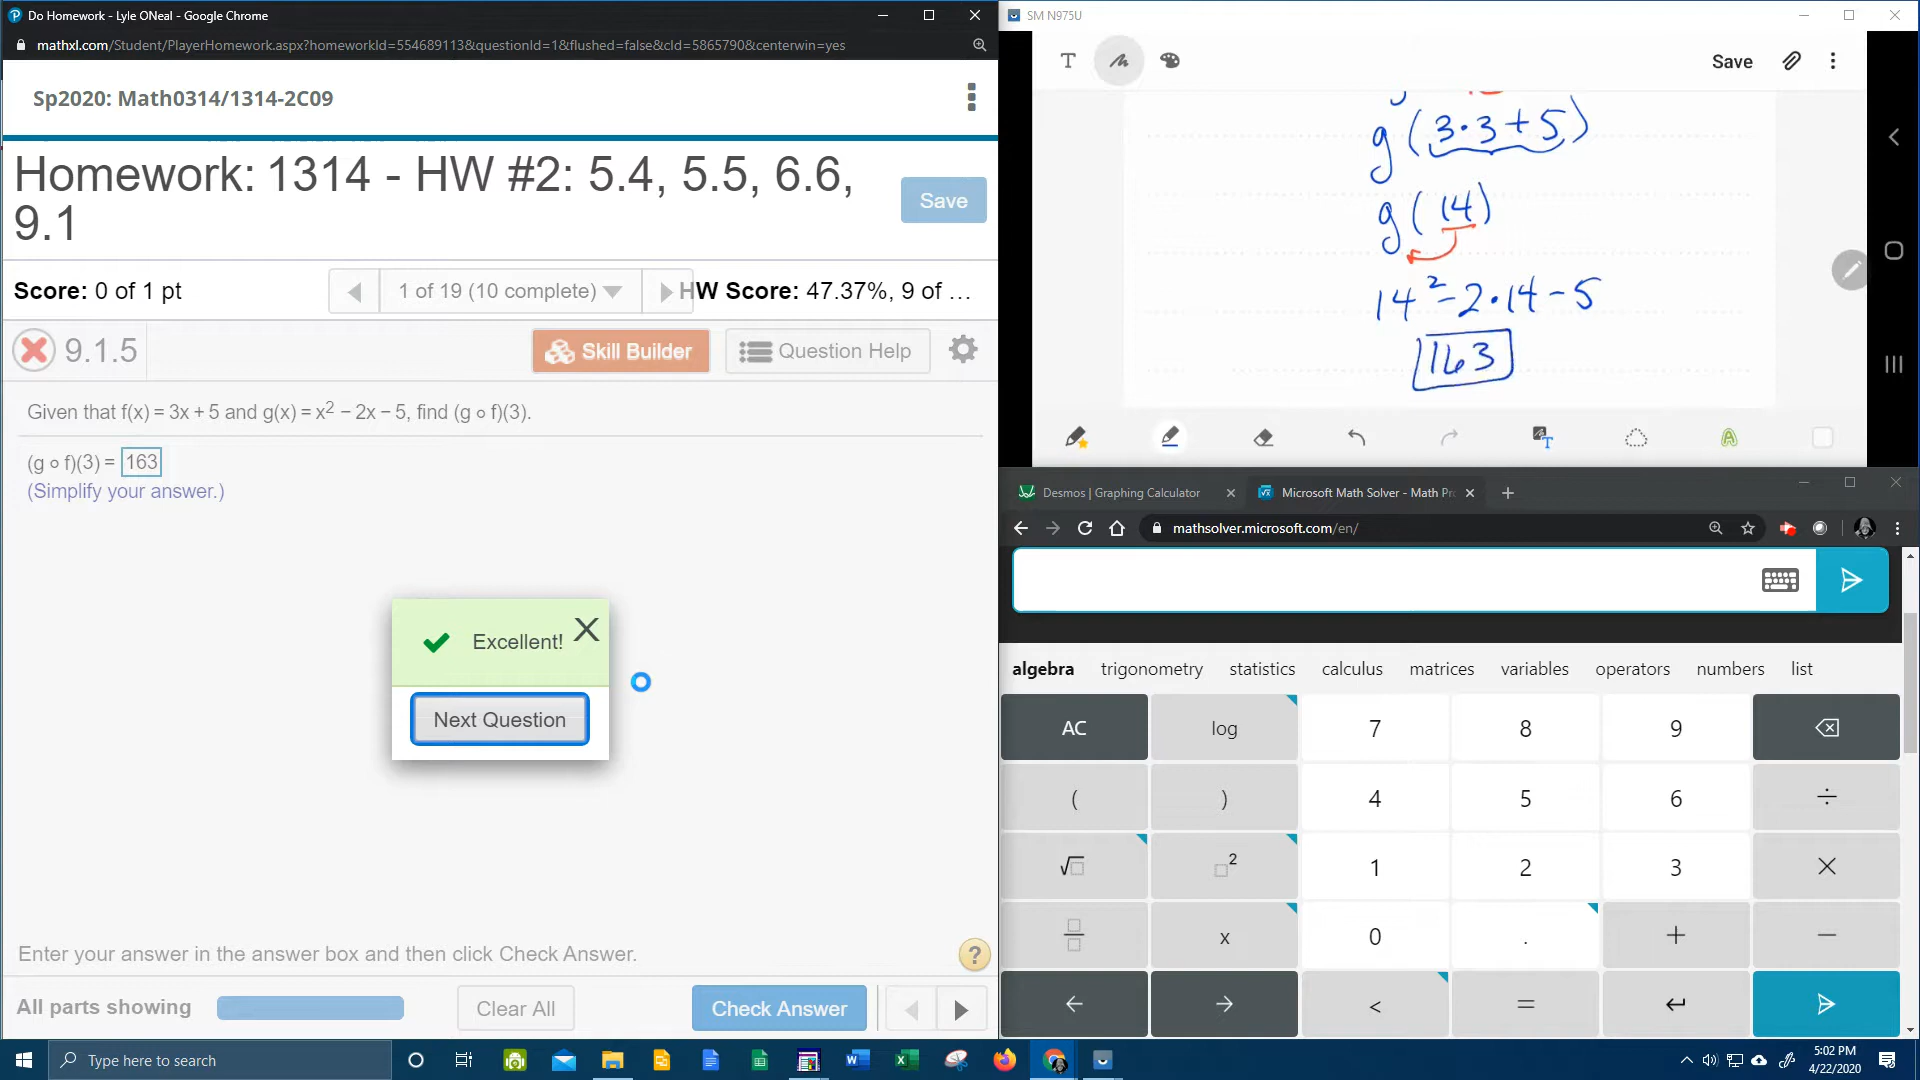 Do Homework - Lyle ONeal - Google Chrome
mathxl.com/Student/PlayerHomework.aspx?homeworkId=554689113&questionId=1&flushed=false&cId=5865790&centerwin=yes
Sp2020: Math0314/1314-2C09
Homework: 1314 - HW #2: 5.4, 5.5, 6.6,
9.1
Save
Score: 0 of 1 pt
1 of 19 (10 complete)
HW Score: 47.37%, 9 of …
9.1.5
Skill Builder
Question Help
Given that f(x) = 3x + 5 and g(x) = x² − 2x − 5, find (g ∘ f)(3).
(g ∘ f)(3) = 163
(Simplify your answer.)
Excellent!
Next Question
Enter your answer in the answer box and then click Check Answer.
?
All parts showing
Clear All
Check Answer
SM N975U
T
Save
g(3·3+5)
g(14)
14² − 2·14 − 5
163
Desmos | Graphing Calculator
Microsoft Math Solver - Math Pr
mathsolver.microsoft.com/en/
algebra trigonometry statistics calculus matrices variables operators numbers list
AC log 7 8 9
( ) 4 5 6 ÷
√□ □² 1 2 3 ×
□/□ x 0 . + −
← → < = ↵
Type here to search
5:02 PM
4/22/2020